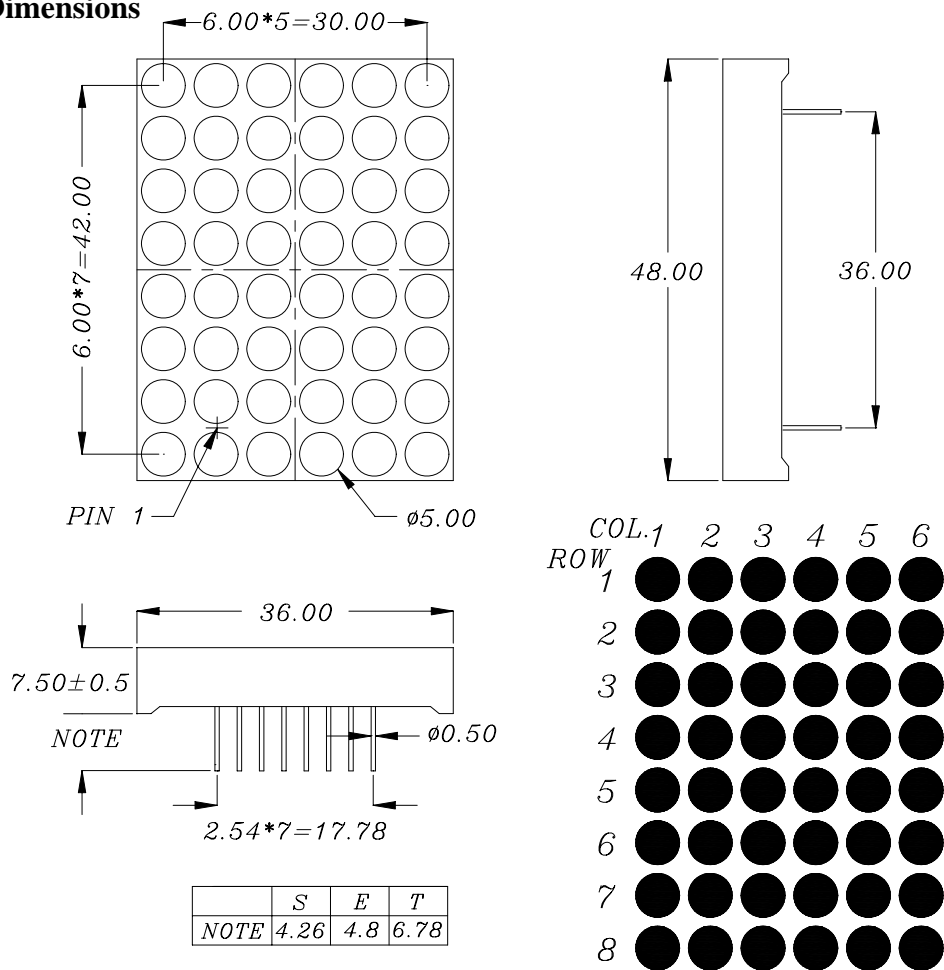 Dimensions
6.00*5=30.00
6.00*7=42.00
48.00
36.00
PIN 1
ø5.00
COL. 1 2 3 4 5 6
ROW
1
2
3
4
5
6
7
8
36.00
7.50±0.5
NOTE
ø0.50
2.54*7=17.78
S E T
NOTE 4.26 4.8 6.78